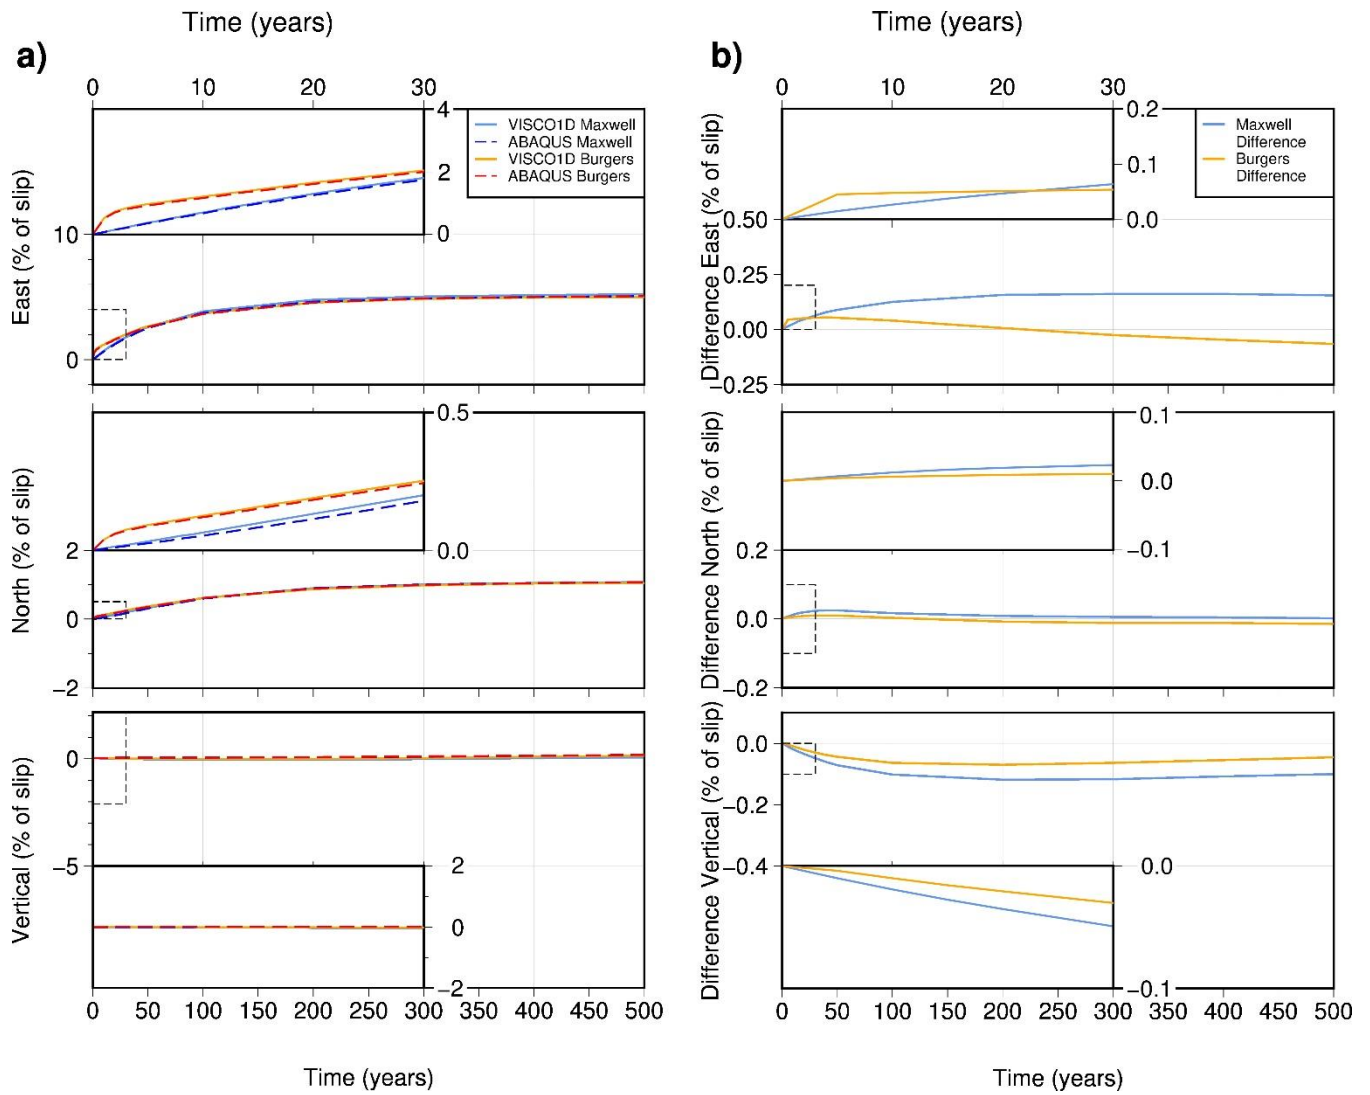 Time (years)
a)
0 10 20 30
4
2
0
VISCO1D Maxwell
ABAQUS Maxwell
VISCO1D Burgers
ABAQUS Burgers
East (% of slip)
10
0
0.5
0.0
North (% of slip)
2
0
−2
Vertical (% of slip)
0
−5
2
0
−2
0 50 100 150 200 250 300 350 400 450 500
Time (years)
Time (years)
b)
0 10 20 30
0.2
0.1
0.0
Maxwell
Difference
Burgers
Difference
Difference East (% of slip)
0.50
0.25
0.00
−0.25
0.1
0.0
−0.1
Difference North (% of slip)
0.2
0.0
−0.2
Difference Vertical (% of slip)
0.0
−0.2
−0.4
0.0
−0.1
0 50 100 150 200 250 300 350 400 450 500
Time (years)